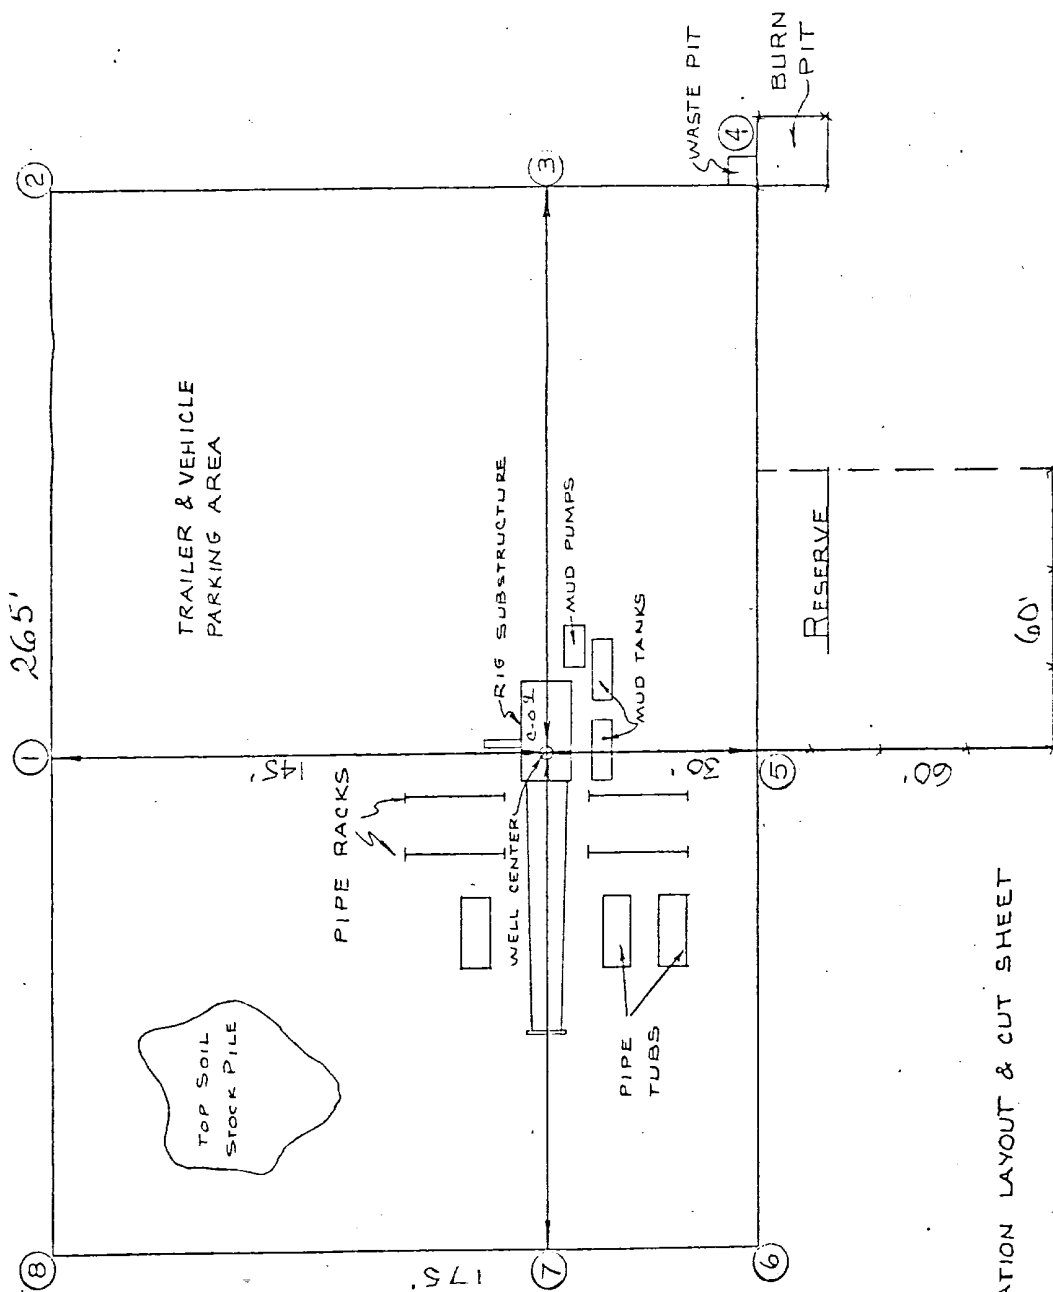 265'
①
②
③
④
⑤
⑥
⑦
⑧
175'
145'
30'
60'
60'
TRAILER & VEHICLE
PARKING AREA
TOP SOIL
STOCK PILE
PIPE RACKS
RIG SUBSTRUCTURE
WELL CENTER
MUD PUMPS
MUD TANKS
PIPE
TUBS
WASTE PIT
BURN
PIT
RESERVE
ATION LAYOUT & CUT SHEET